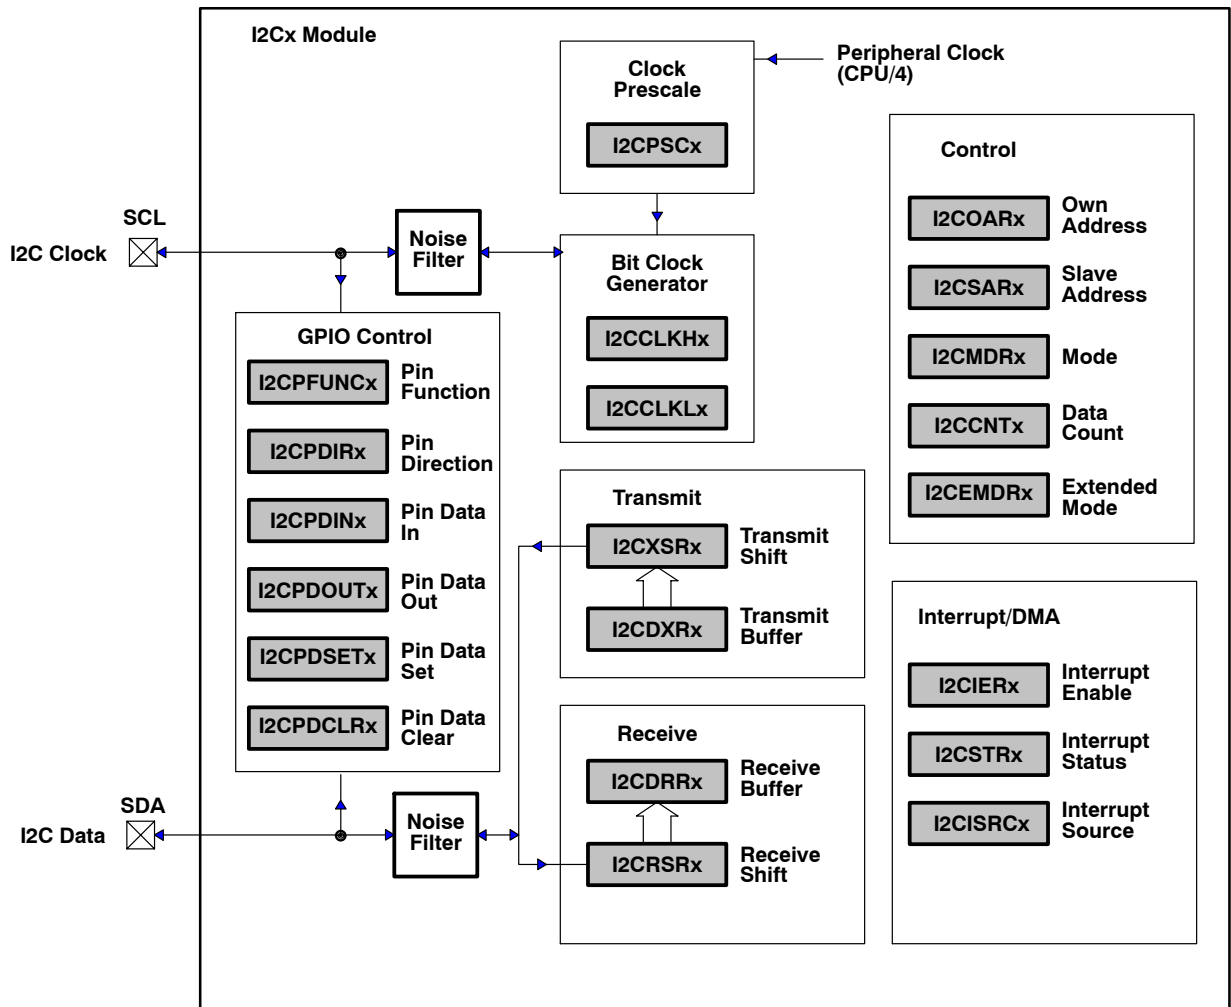 I2Cx Module
Peripheral Clock
(CPU/4)
Clock
Prescale
I2CPSCx
SCL
I2C Clock
Noise
Filter
Bit Clock
Generator
I2CCLKHx
I2CCLKLx
GPIO Control
I2CPFUNCx
Pin
Function
I2CPDIRx
Pin
Direction
I2CPDINx
Pin Data
In
I2CPDOUTx
Pin Data
Out
I2CPDSETx
Pin Data
Set
I2CPDCLRx
Pin Data
Clear
SDA
I2C Data
Noise
Filter
Transmit
I2CXSRx
Transmit
Shift
I2CDXRx
Transmit
Buffer
Receive
I2CDRRx
Receive
Buffer
I2CRSRx
Receive
Shift
Control
I2COARx
Own
Address
I2CSARx
Slave
Address
I2CMDRx
Mode
I2CCNTx
Data
Count
I2CEMDRx
Extended
Mode
Interrupt/DMA
I2CIERx
Interrupt
Enable
I2CSTRx
Interrupt
Status
I2CISRCx
Interrupt
Source